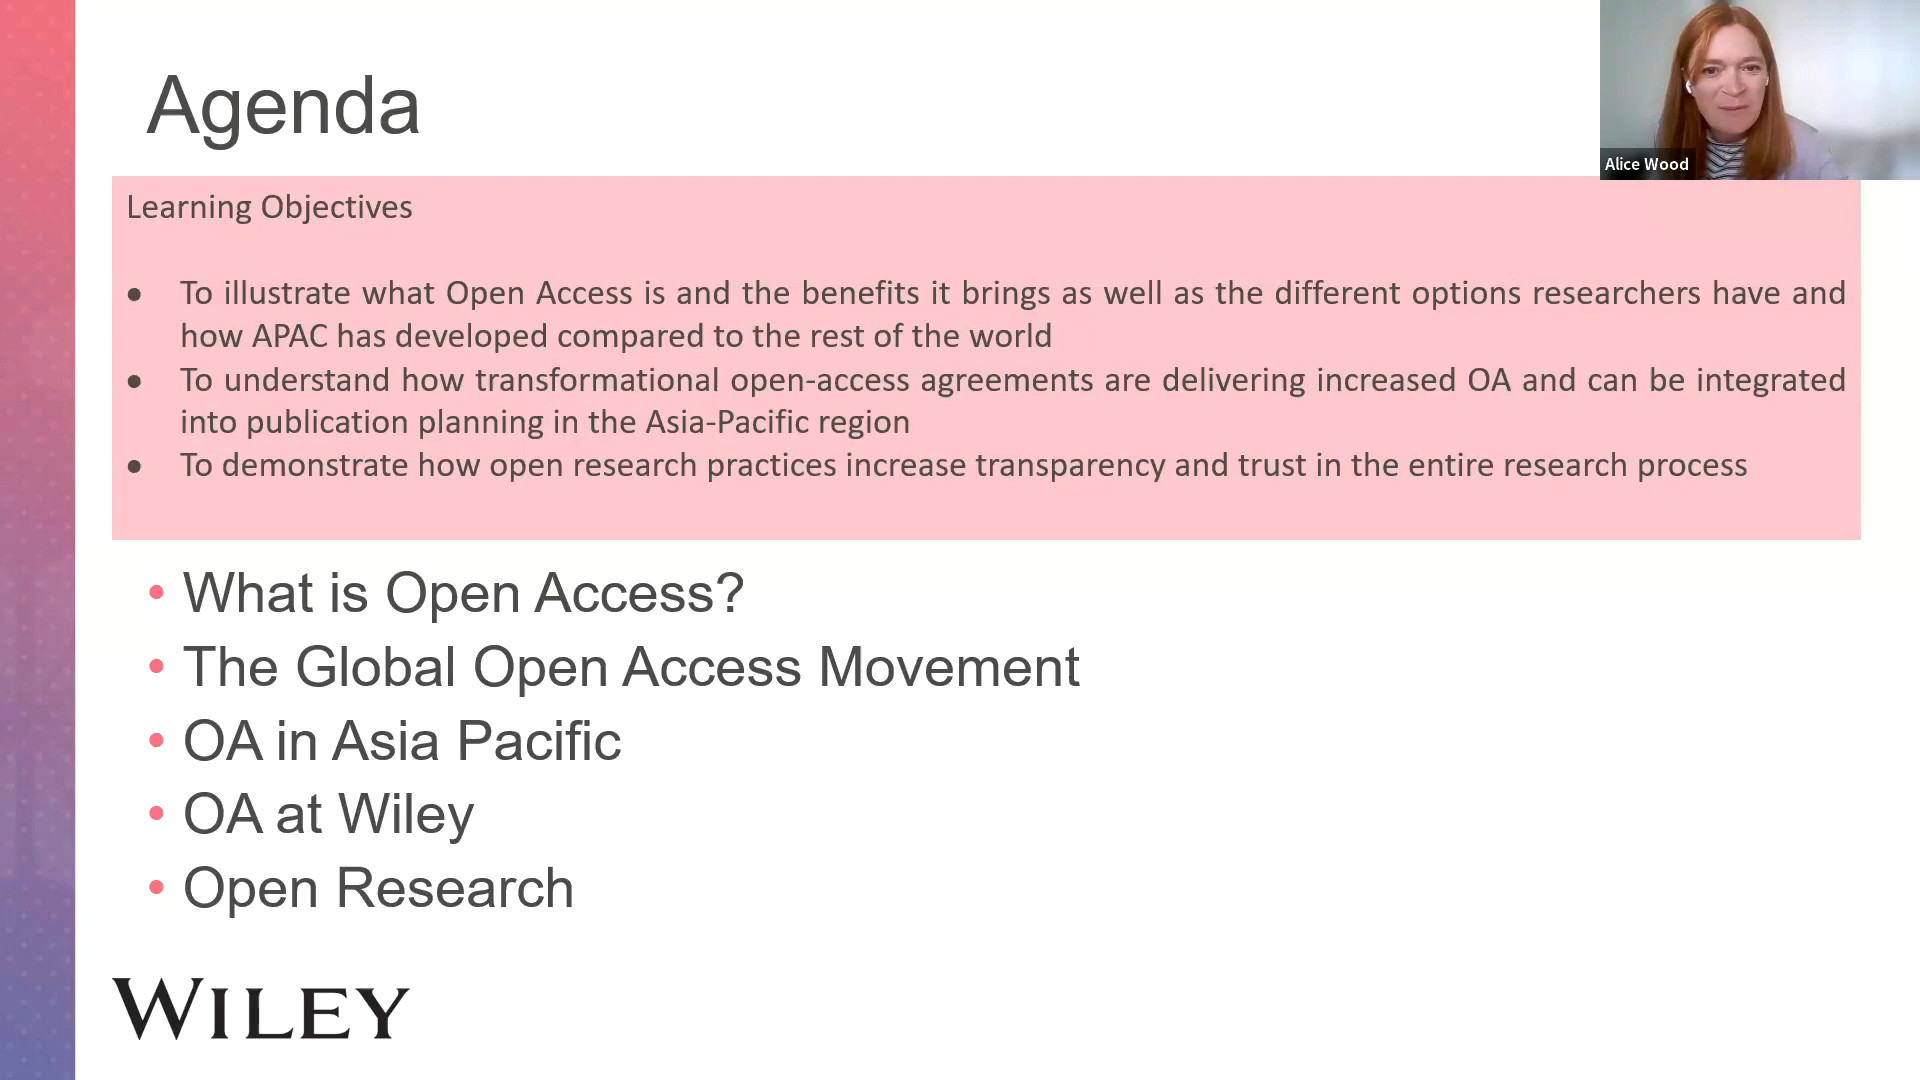 Agenda
Alice Wood
Learning Objectives
● To illustrate what Open Access is and the benefits it brings as well as the different options researchers have and
how APAC has developed compared to the rest of the world
● To understand how transformational open-access agreements are delivering increased OA and can be integrated
into publication planning in the Asia-Pacific region
● To demonstrate how open research practices increase transparency and trust in the entire research process
• What is Open Access?
• The Global Open Access Movement
• OA in Asia Pacific
• OA at Wiley
• Open Research
WILEY